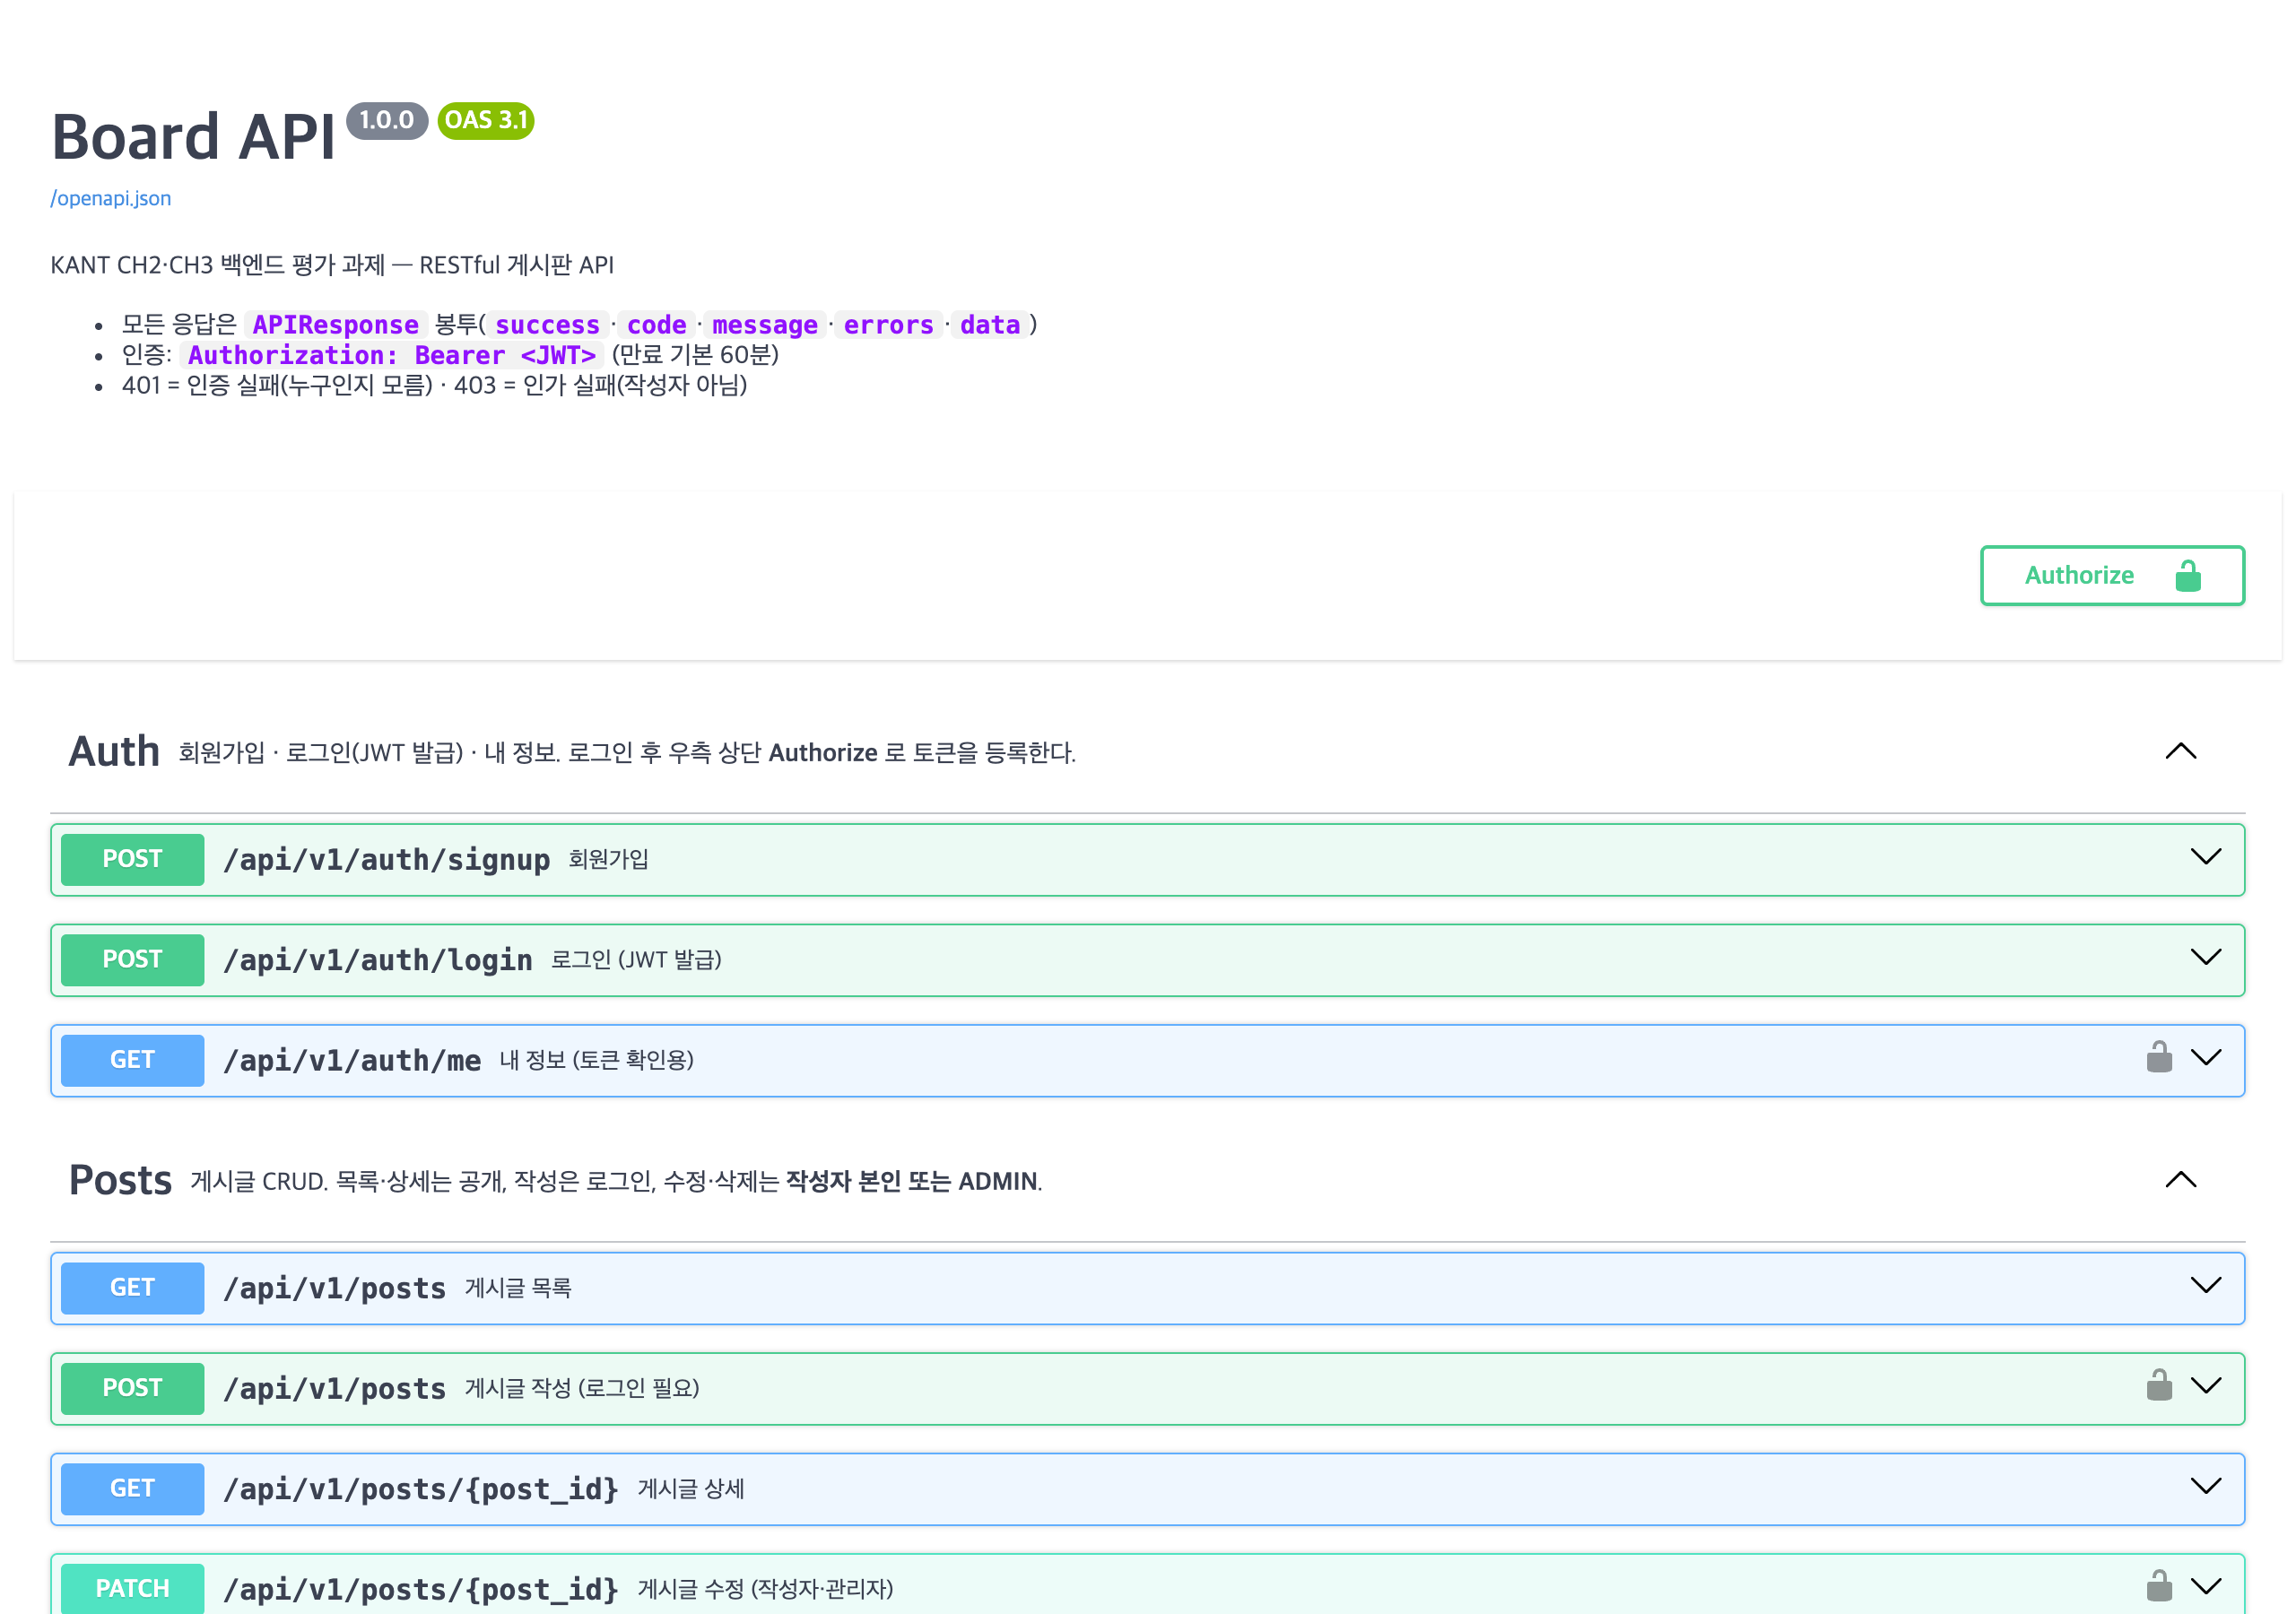 Board API 1.0.0 OAS 3.1
/openapi.json
KANT CH2·CH3 백엔드 평가 과제 — RESTful 게시판 API
모든 응답은 APIResponse 봉투( success · code · message · errors · data )
인증: Authorization: Bearer <JWT> (만료 기본 60분)
401 = 인증 실패(누구인지 모름) · 403 = 인가 실패(작성자 아님)
Authorize
Auth 회원가입 · 로그인(JWT 발급) · 내 정보. 로그인 후 우측 상단 Authorize 로 토큰을 등록한다.
POST /api/v1/auth/signup 회원가입
POST /api/v1/auth/login 로그인 (JWT 발급)
GET /api/v1/auth/me 내 정보 (토큰 확인용)
Posts 게시글 CRUD. 목록·상세는 공개, 작성은 로그인, 수정·삭제는 작성자 본인 또는 ADMIN.
GET /api/v1/posts 게시글 목록
POST /api/v1/posts 게시글 작성 (로그인 필요)
GET /api/v1/posts/{post_id} 게시글 상세
PATCH /api/v1/posts/{post_id} 게시글 수정 (작성자·관리자)